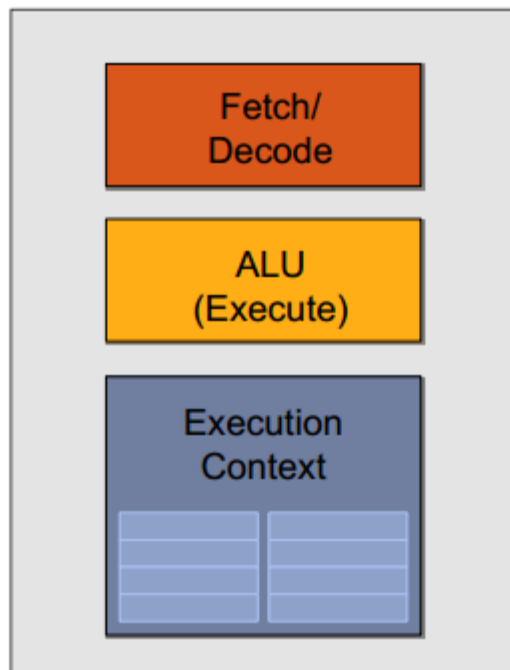 Fetch/
Decode
ALU
(Execute)
Execution
Context